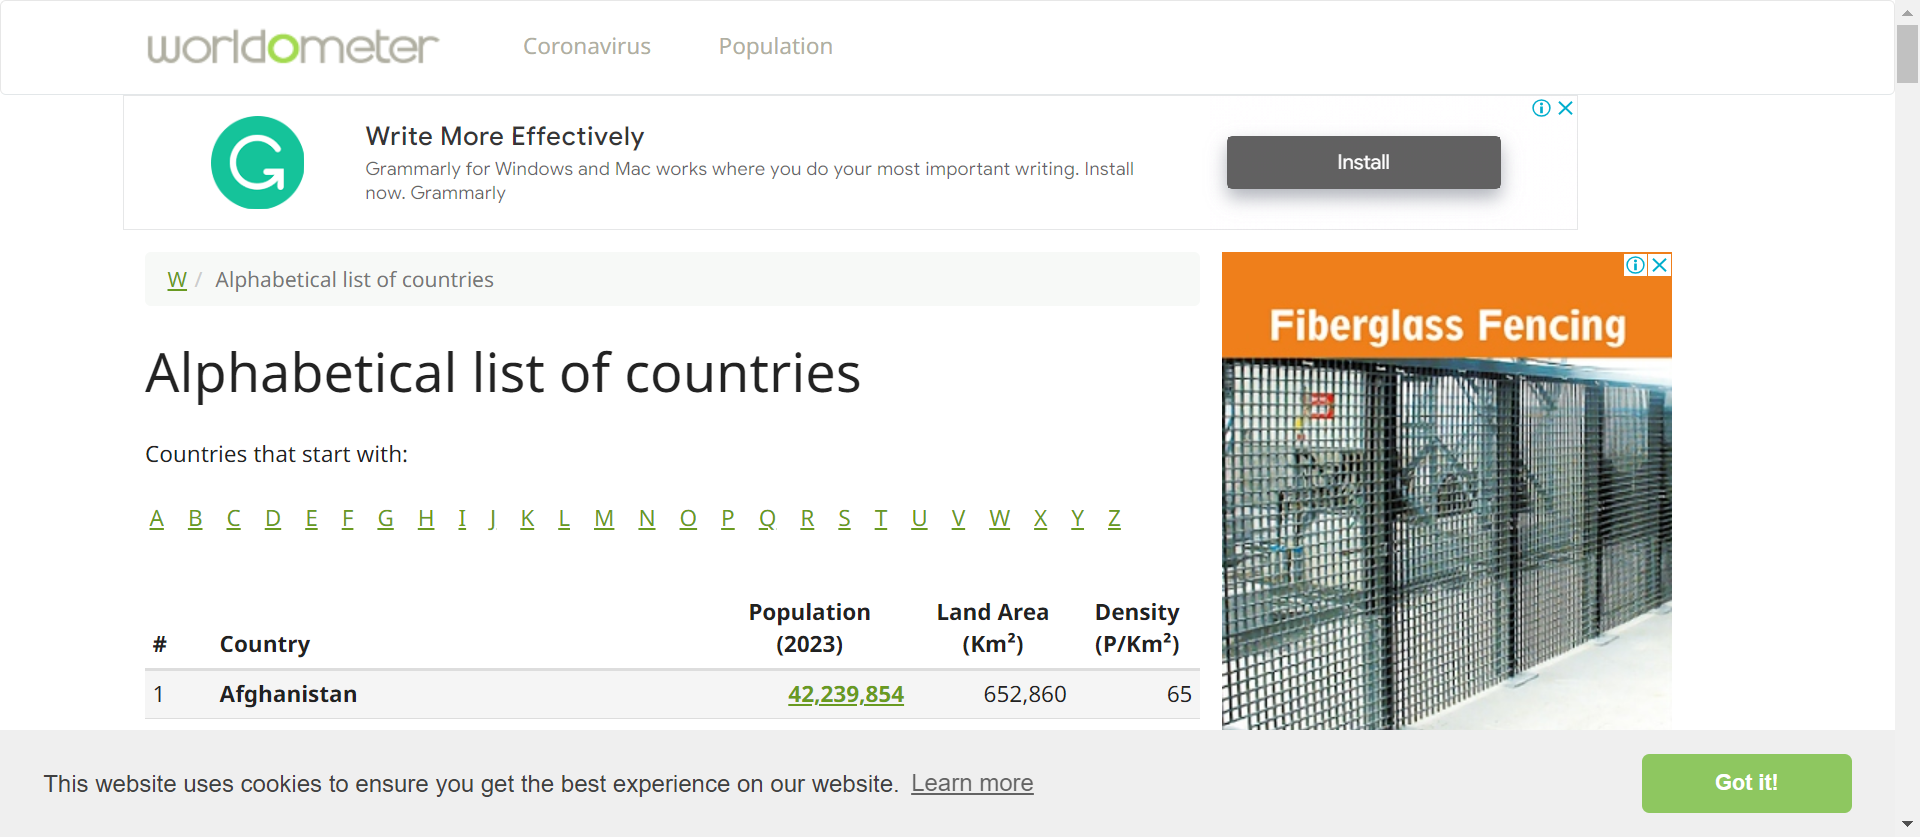 worldometer
Coronavirus
Population
Write More Effectively
Grammarly for Windows and Mac works where you do your most important writing. Install
now. Grammarly
Install
W / Alphabetical list of countries
Fiberglass Fencing
Alphabetical list of countries
Countries that start with:
A B C D E F G H I J K L M N O P Q R S T U V W X Y Z
# Country Population (2023) Land Area (Km²) Density (P/Km²)
1 Afghanistan 42,239,854 652,860 65
This website uses cookies to ensure you get the best experience on our website. Learn more
Got it!